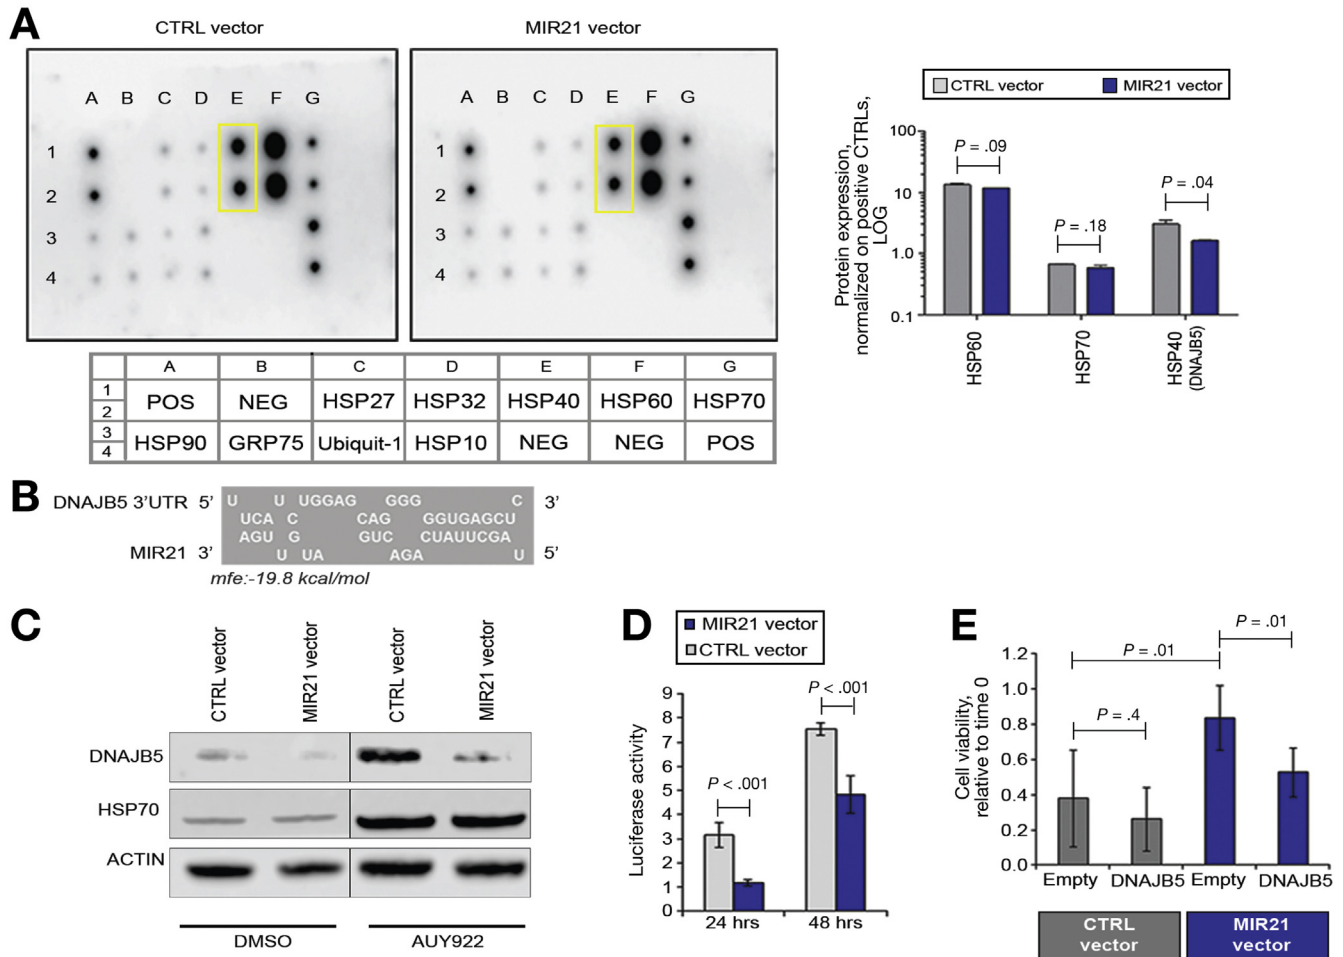 A
CTRL vector
MIR21 vector
A B C D E F G
1
2
3
4
A B C D E F G
1
2
3
4
CTRL vector MIR21 vector
Protein expression,
normalized on positive CTRLs,
LOG
100
10
1.0
0.1
P = .09
P = .18
P = .04
HSP60
HSP70
HSP40
(DNAJB5)
A B C D E F G
1
2
POS NEG HSP27 HSP32 HSP40 HSP60 HSP70
3
4
HSP90 GRP75 Ubiquit-1 HSP10 NEG NEG POS
B
DNAJB5 3'UTR 5' U U UGGAG GGG C 3'
UCA C CAG GGUGAGCU
AGU G GUC CUAUUCGA
MIR21 3' U UA AGA U 5'
mfe:-19.8 kcal/mol
C
CTRL vector
MIR21 vector
CTRL vector
MIR21 vector
DNAJB5
HSP70
ACTIN
DMSO
AUY922
D
MIR21 vector
CTRL vector
Luciferase activity
9
8
7
6
5
4
3
2
1
0
P < .001
P < .001
24 hrs
48 hrs
E
Cell viability,
relative to time 0
1.2
1.0
0.8
0.6
0.4
0.2
0.0
P = .01
P = .01
P = .4
Empty DNAJB5 Empty DNAJB5
CTRL
vector
MIR21
vector